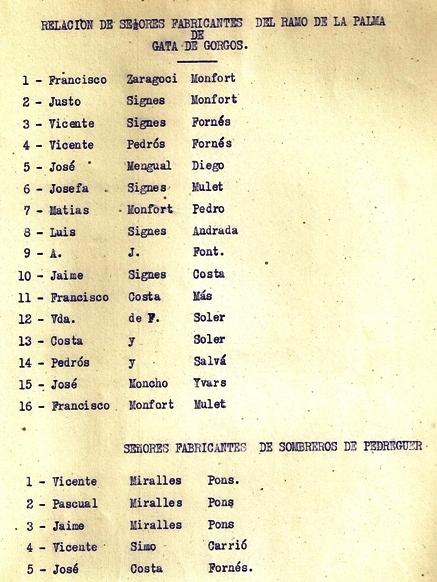 RELACION DE SEÑORES FABRICANTES DEL RAMO DE LA PALMA
DE
GATA DE GORGOS.
1 - Francisco Zaragoci Monfort
2 - Justo Signes Monfort
3 - Vicente Signes Fornés
4 - Vicente Pedrós Fornés
5 - José Mengual Diego
6 - Josefa Signes Mulet
7 - Matias Monfort Pedro
8 - Luis Signes Andrada
9 - A. J. Font.
10 - Jaime Signes Costa
11 - Francisco Costa Más
12 - Vda. de F. Soler
13 - Costa y Soler
14 - Pedrós y Salvá
15 - José Moncho Yvars
16 - Francisco Monfort Mulet
SEÑORES FABRICANTES DE SOMBREROS DE PEDREGUER
1 - Vicente Miralles Pons.
2 - Pascual Miralles Pons
3 - Jaime Miralles Pons
4 - Vicente Simo Carrió
5 - José Costa Fornés.